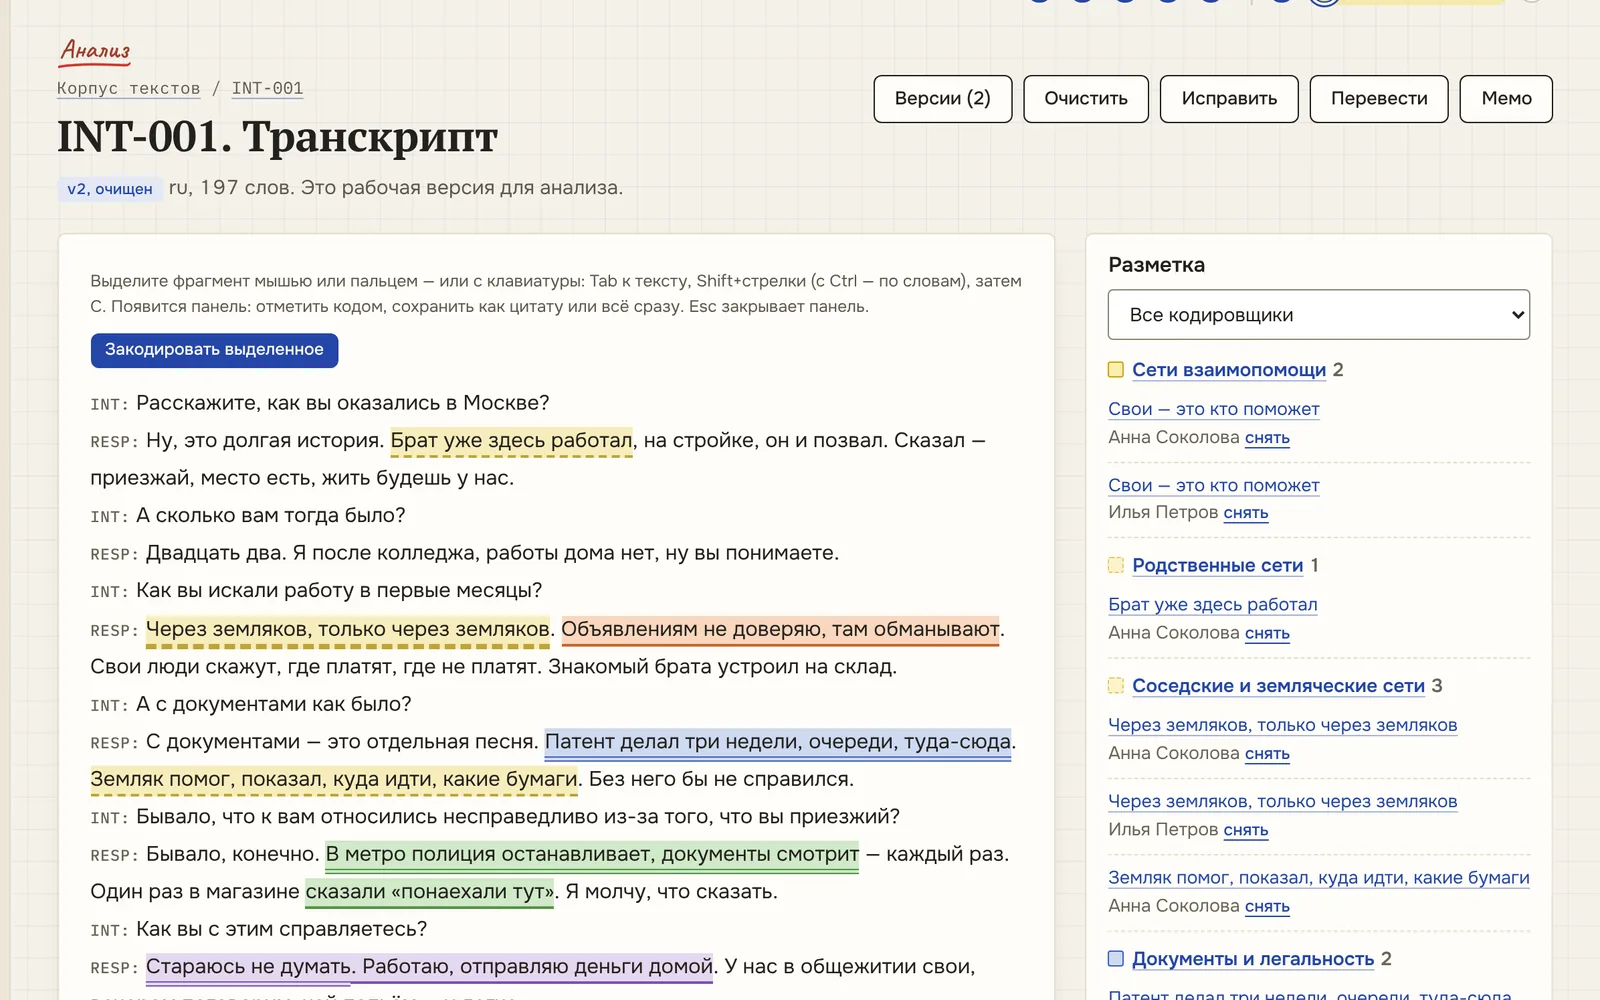 Анализ
Корпус текстов / INT-001
INT-001. Транскрипт
v2, очищен ru, 197 слов. Это рабочая версия для анализа.
Версии (2)
Очистить
Исправить
Перевести
Мемо
Выделите фрагмент мышью или пальцем — или с клавиатуры: Tab к тексту, Shift+стрелки (с Ctrl — по словам), затем
C. Появится панель: отметить кодом, сохранить как цитату или всё сразу. Esc закрывает панель.
Закодировать выделенное
INT: Расскажите, как вы оказались в Москве?
RESP: Ну, это долгая история. Брат уже здесь работал, на стройке, он и позвал. Сказал —
приезжай, место есть, жить будешь у нас.
INT: А сколько вам тогда было?
RESP: Двадцать два. Я после колледжа, работы дома нет, ну вы понимаете.
INT: Как вы искали работу в первые месяцы?
RESP: Через земляков, только через земляков. Объявлениям не доверяю, там обманывают.
Свои люди скажут, где платят, где не платят. Знакомый брата устроил на склад.
INT: А с документами как было?
RESP: С документами — это отдельная песня. Патент делал три недели, очереди, туда-сюда.
Земляк помог, показал, куда идти, какие бумаги. Без него бы не справился.
INT: Бывало, что к вам относились несправедливо из-за того, что вы приезжий?
RESP: Бывало, конечно. В метро полиция останавливает, документы смотрит — каждый раз.
Один раз в магазине сказали «понаехали тут». Я молчу, что сказать.
INT: Как вы с этим справляетесь?
RESP: Стараюсь не думать. Работаю, отправляю деньги домой. У нас в общежитии свои,
Разметка
Все кодировщики
Сети взаимопомощи 2
Свои — это кто поможет
Анна Соколова снять
Свои — это кто поможет
Илья Петров снять
Родственные сети 1
Брат уже здесь работал
Анна Соколова снять
Соседские и земляческие сети 3
Через земляков, только через земляков
Анна Соколова снять
Через земляков, только через земляков
Илья Петров снять
Земляк помог, показал, куда идти, какие бумаги
Анна Соколова снять
Документы и легальность 2
Патент делал три недели, очереди, туда-сюда